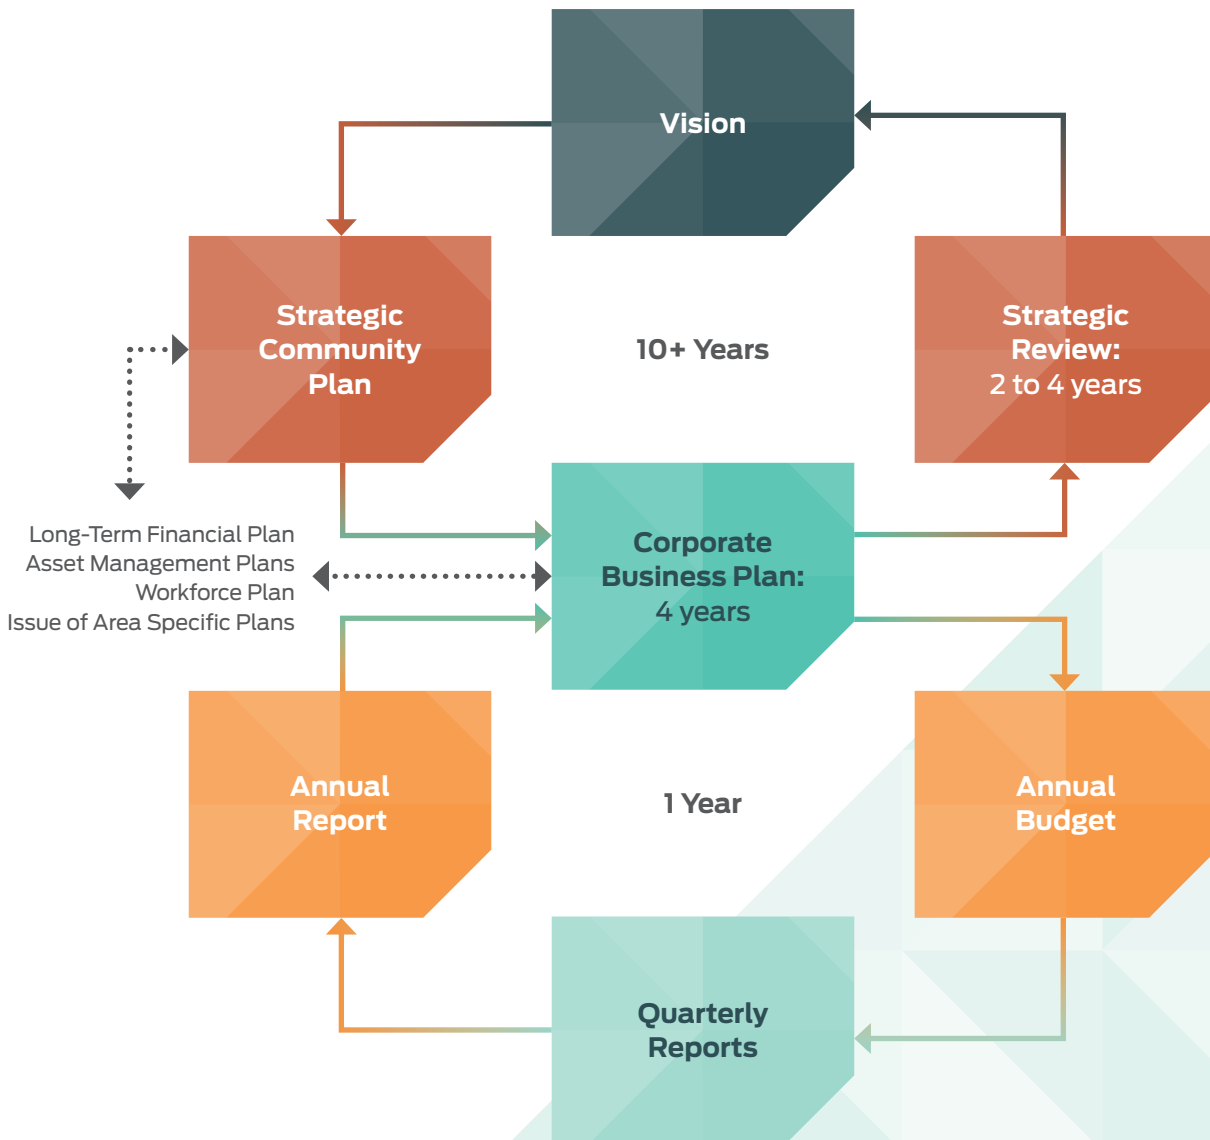 Vision
Strategic
Community
Plan
10+ Years
Strategic
Review:
2 to 4 years
Long-Term Financial Plan
Asset Management Plans
Workforce Plan
Issue of Area Specific Plans
Corporate
Business Plan:
4 years
Annual
Report
1 Year
Annual
Budget
Quarterly
Reports